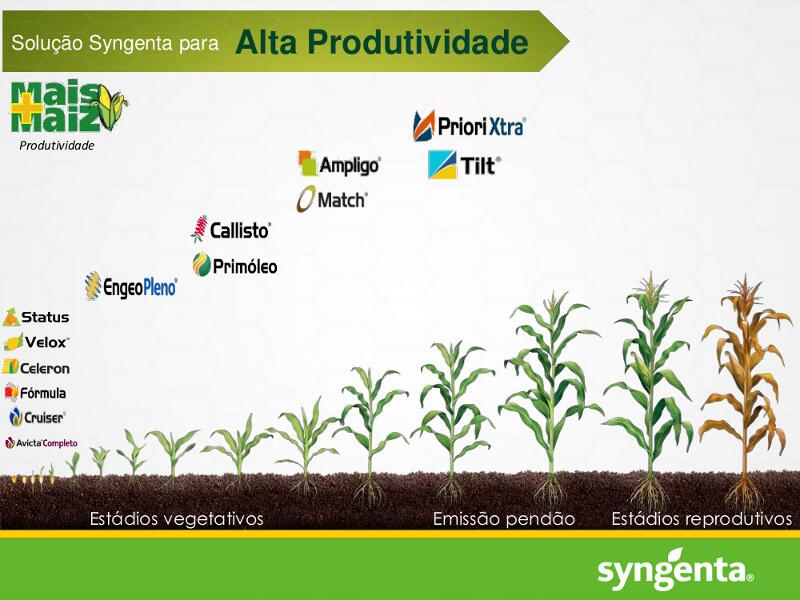 Solução Syngenta para Alta Produtividade
Mais
+Maiz
Produtividade
Priori Xtra®
Ampligo®
Tilt®
Match®
Callisto®
Primóleo
EngeoPleno®
Status
Velox™
Celeron
Fórmula
Cruiser®
Avicta® Completo
Estádios vegetativos
Emissão pendão
Estádios reprodutivos
syngenta®